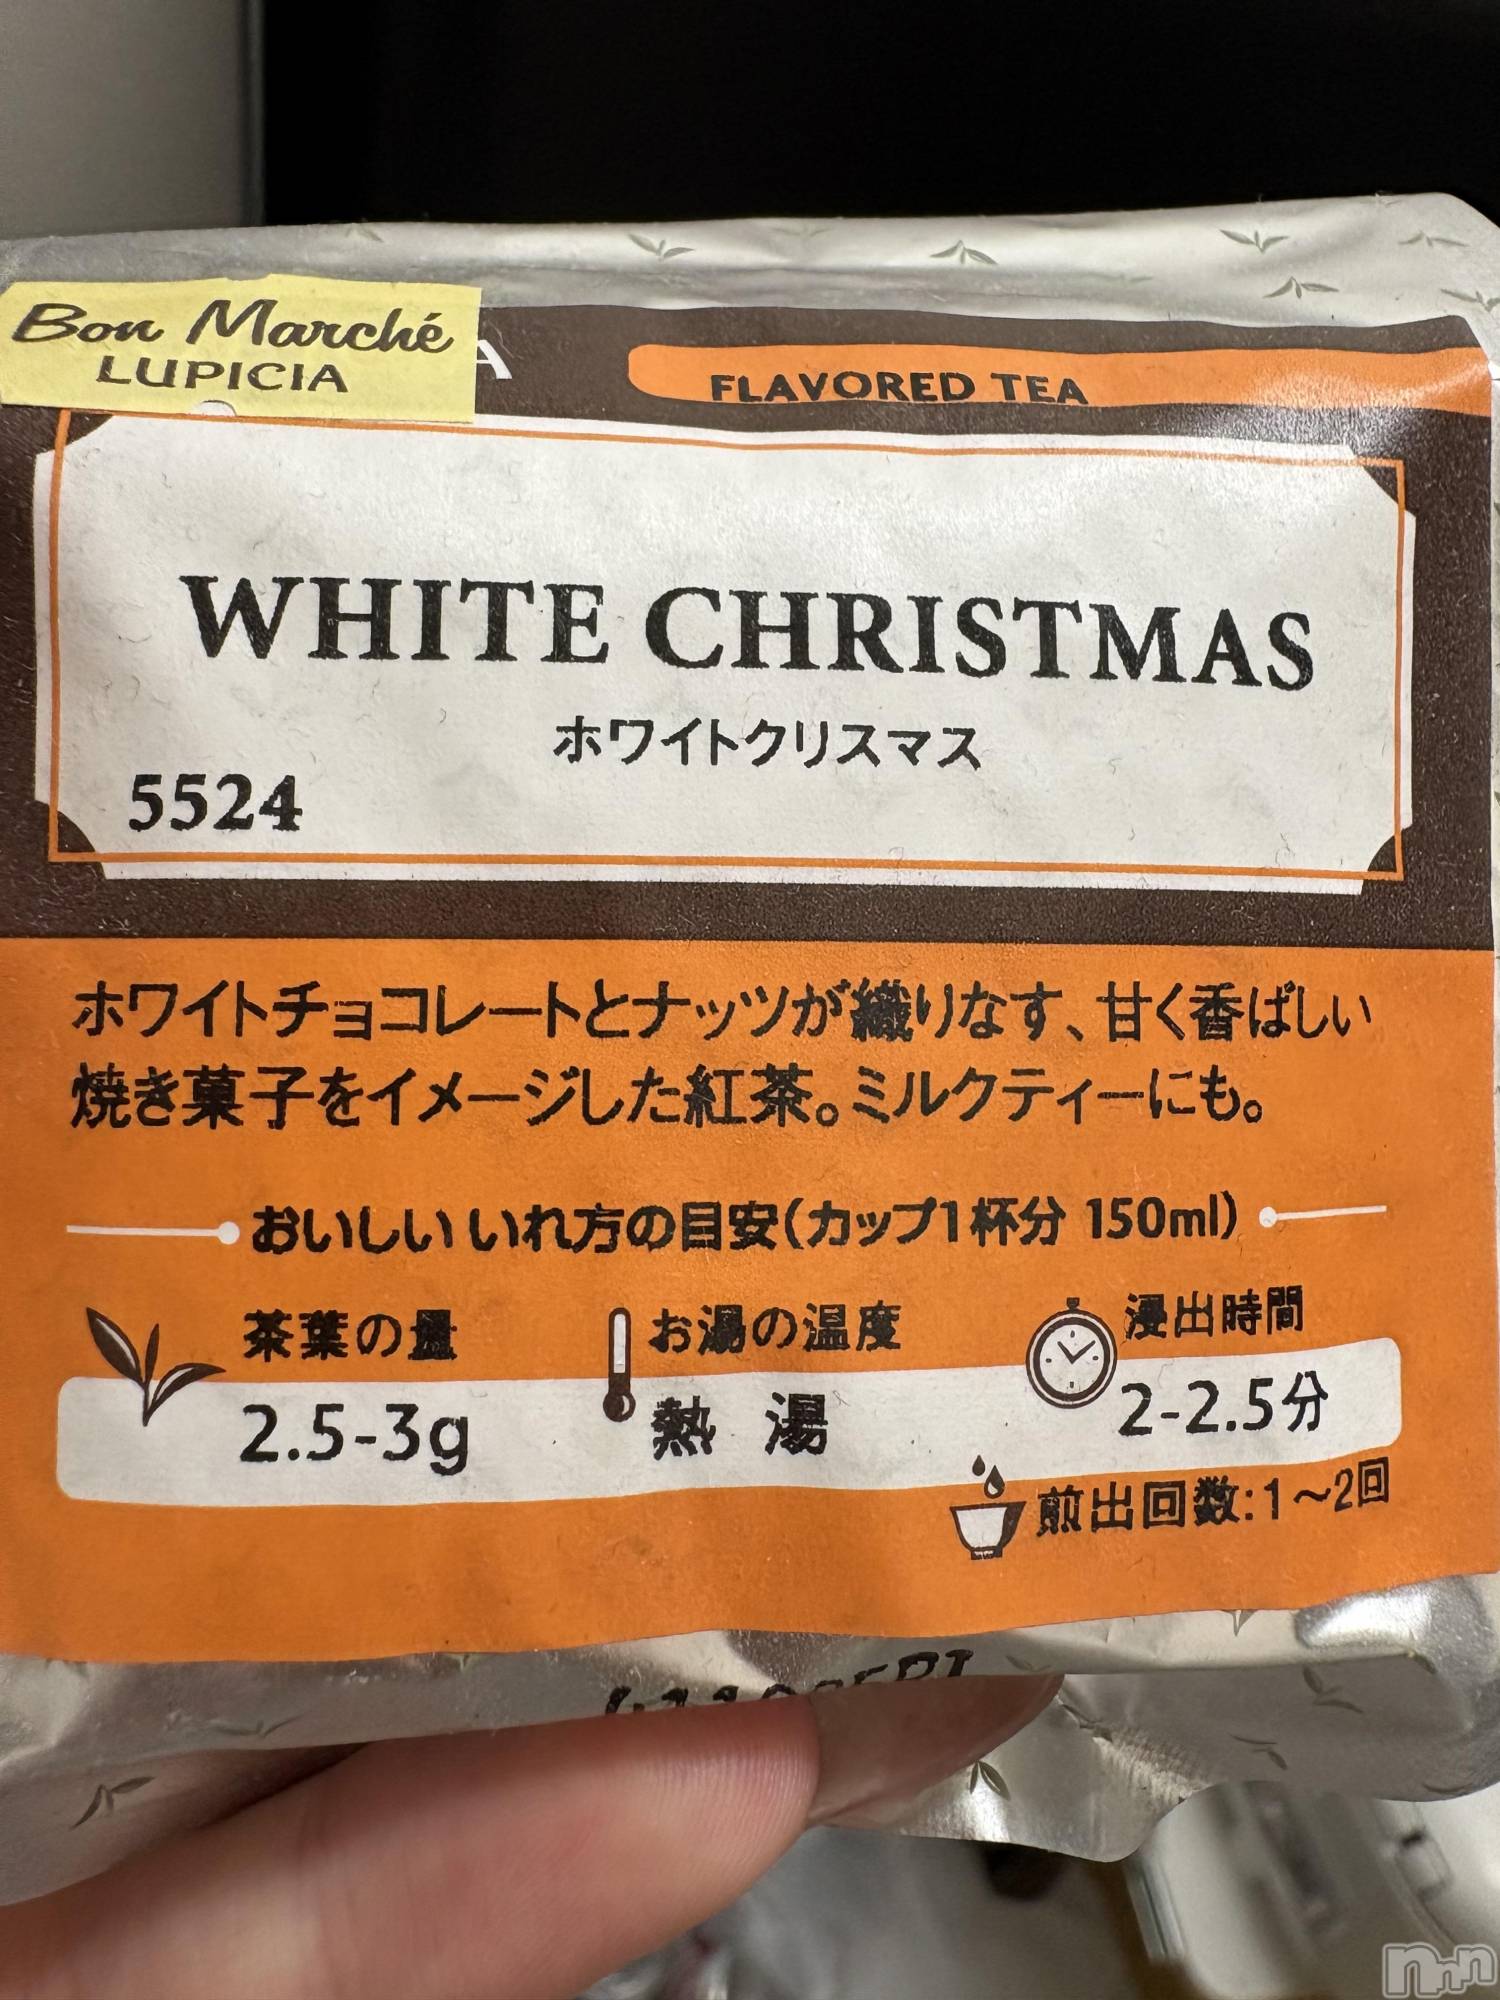 Bon Marché
LUPICIA
A
FLAVORED TEA
WHITE CHRISTMAS
ホワイトクリスマス
5524
ホワイトチョコレートとナッツが織りなす、甘く香ばしい
焼き菓子をイメージした紅茶。ミルクティーにも。
おいしい いれ方の目安(カップ1杯分 150ml)
茶葉の量
2.5-3g
お湯の温度
熱 湯
浸出時間
2-2.5分
煎出回数:1~2回